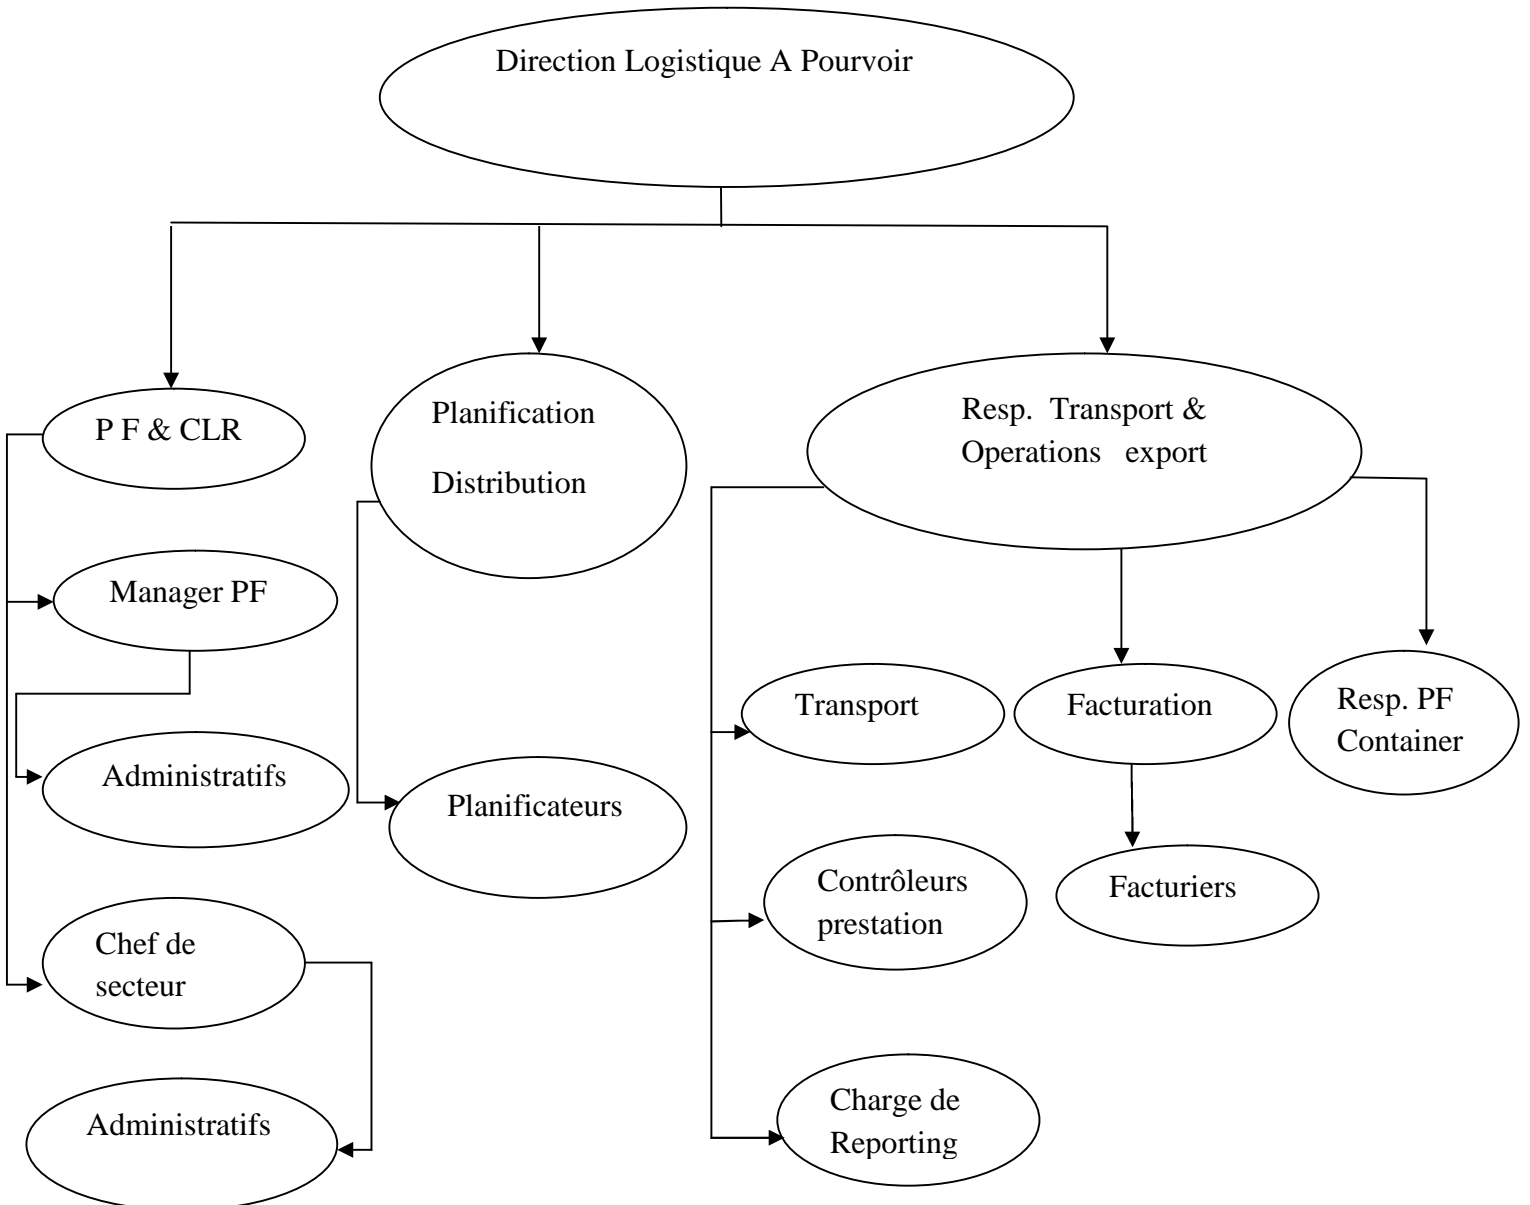 Direction Logistique A Pourvoir
P F & CLR
Planification
Distribution
Resp. Transport &
Operations export
Manager PF
Administratifs
Planificateurs
Transport
Facturation
Resp. PF
Container
Contrôleurs
prestation
Facturiers
Chef de
secteur
Administratifs
Charge de
Reporting